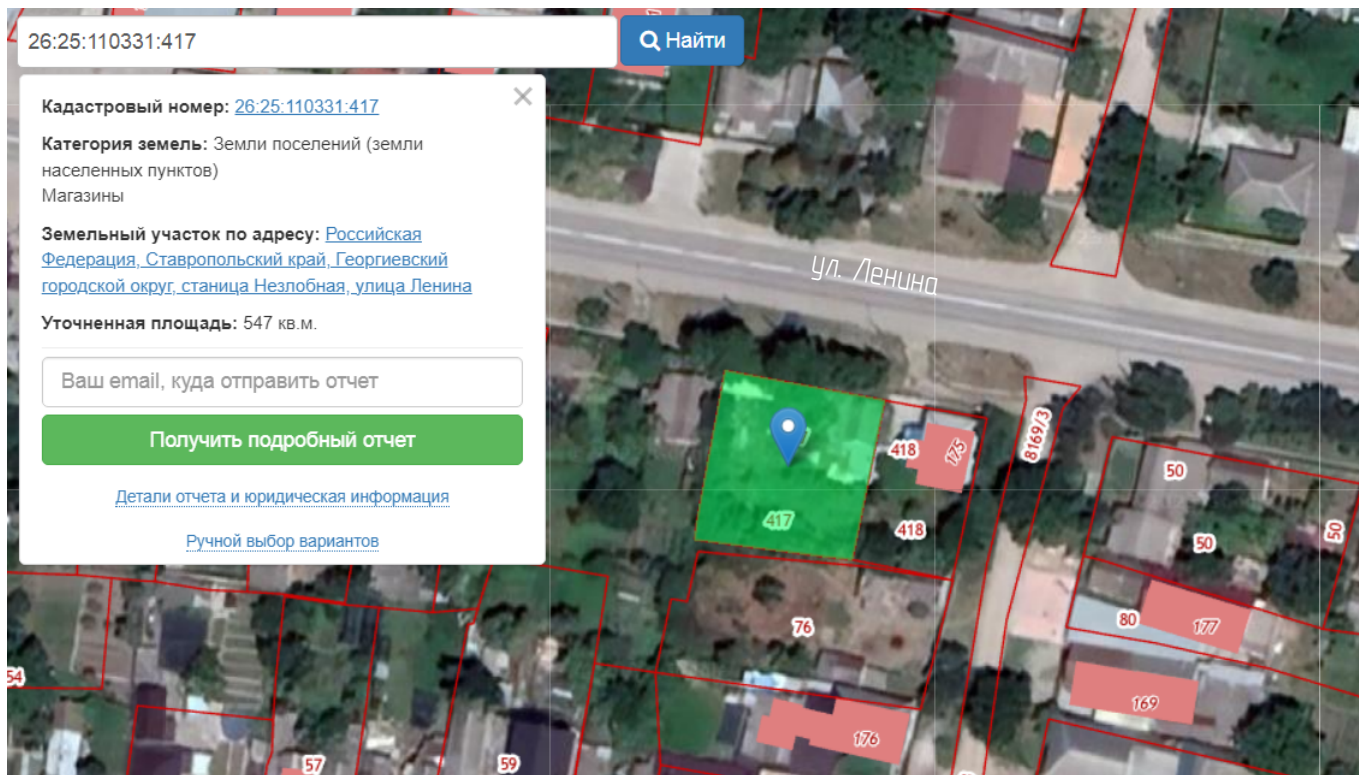 26:25:110331:417
Найти
Кадастровый номер: 26:25:110331:417
Категория земель: Земли поселений (земли
населенных пунктов)
Магазины
Земельный участок по адресу: Российская
Федерация, Ставропольский край, Георгиевский
городской округ, станица Незлобная, улица Ленина
Уточненная площадь: 547 кв.м.
Ваш email, куда отправить отчет
Получить подробный отчет
Детали отчета и юридическая информация
Ручной выбор вариантов
ул. Ленина
8169/3
418
175
50
417
418
50
50
76
80
177
54
169
176
57
59